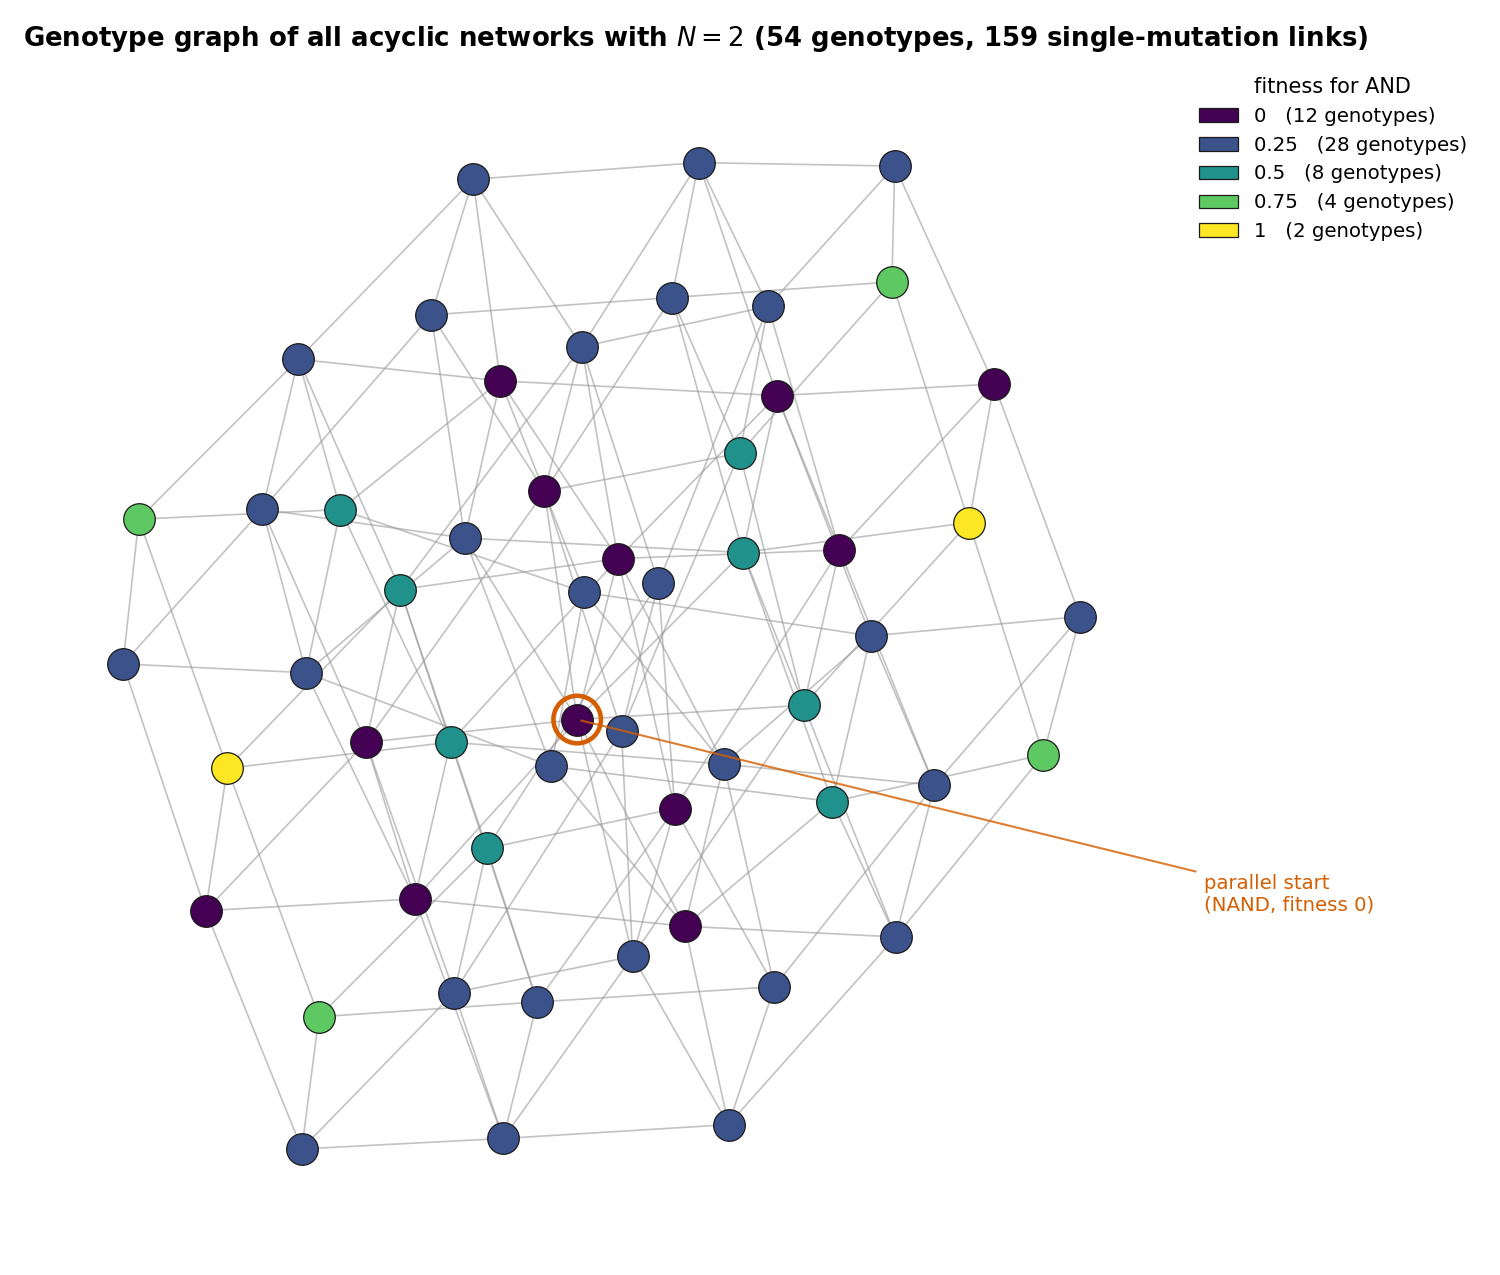 Genotype graph of all acyclic networks with N = 2 (54 genotypes, 159 single-mutation links)
fitness for AND
0 (12 genotypes)
0.25 (28 genotypes)
0.5 (8 genotypes)
0.75 (4 genotypes)
1 (2 genotypes)
parallel start
(NAND, fitness 0)